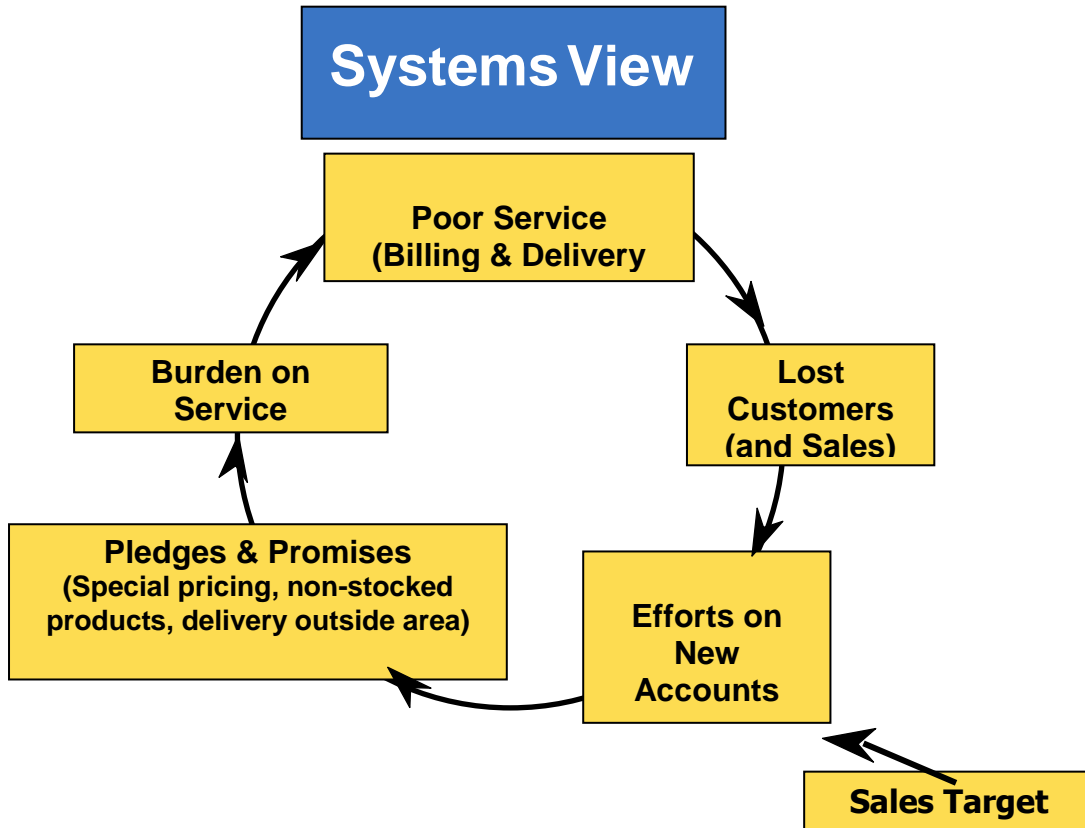 Systems View
Poor Service
(Billing & Delivery
Burden on
Service
Lost
Customers
(and Sales)
Pledges & Promises
(Special pricing, non-stocked
products, delivery outside area)
Efforts on
New
Accounts
Sales Target